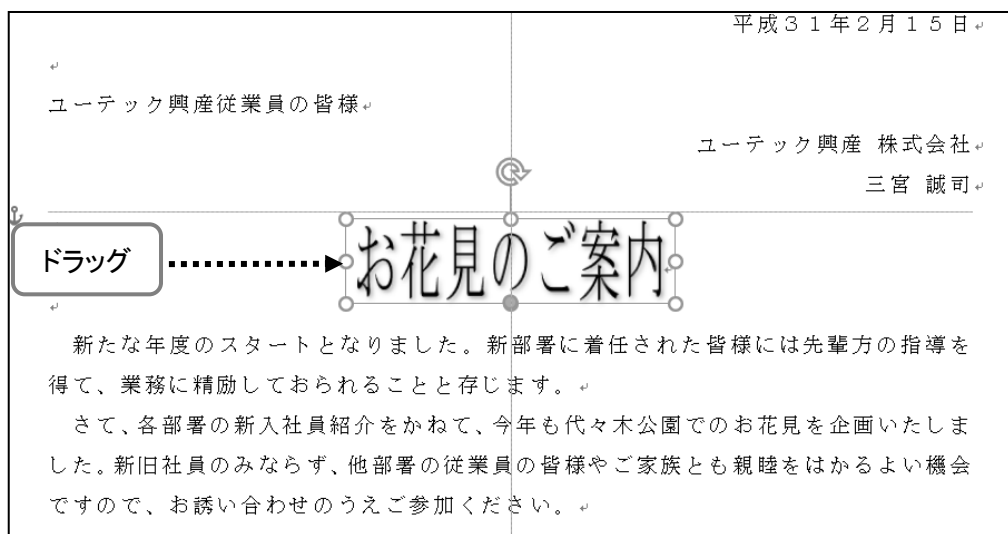 平成３１年２月１５日
ユーテック興産従業員の皆様
ユーテック興産 株式会社
三宮 誠司
お花見のご案内
ドラッグ
新たな年度のスタートとなりました。新部署に着任された皆様には先輩方の指導を
得て、業務に精励しておられることと存じます。
さて、各部署の新入社員紹介をかねて、今年も代々木公園でのお花見を企画いたしま
した。新旧社員のみならず、他部署の従業員の皆様やご家族とも親睦をはかるよい機会
ですので、お誘い合わせのうえご参加ください。